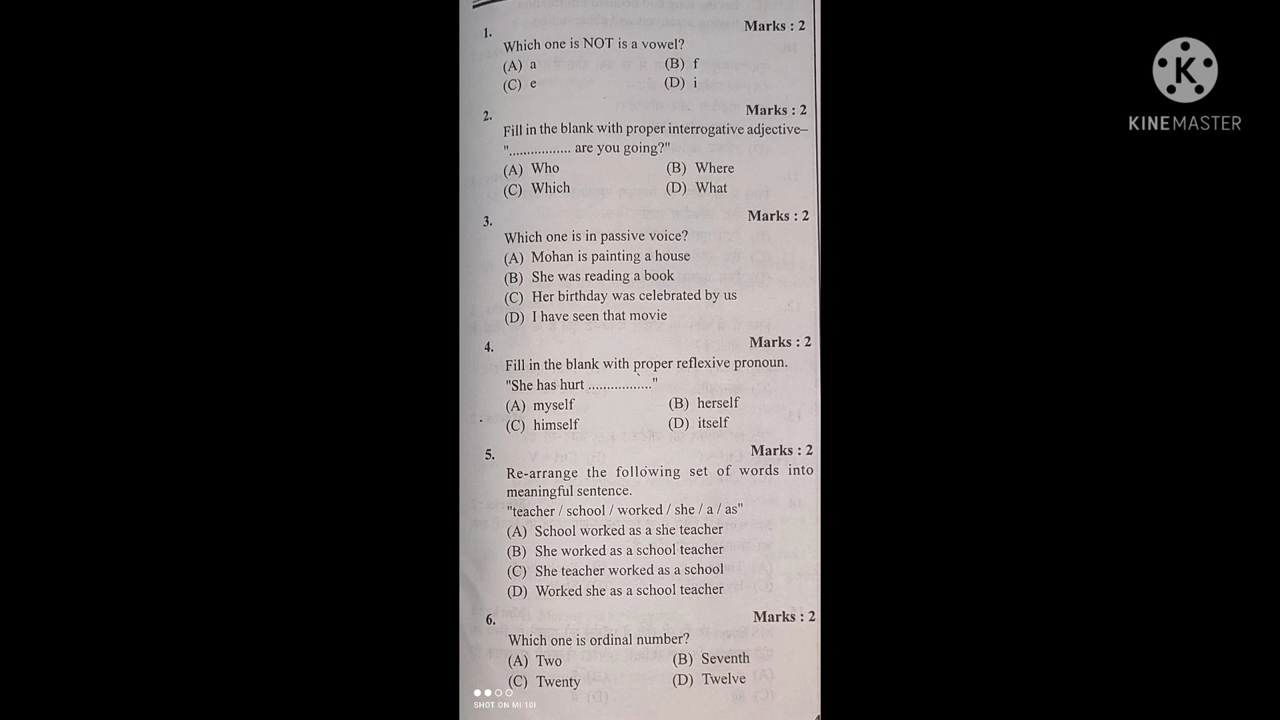 1.
Marks : 2
Which one is NOT is a vowel?
(A) a (B) f
(C) e (D) i
2.
Marks : 2
Fill in the blank with proper interrogative adjective–
"................ are you going?"
(A) Who (B) Where
(C) Which (D) What
3.
Marks : 2
Which one is in passive voice?
(A) Mohan is painting a house
(B) She was reading a book
(C) Her birthday was celebrated by us
(D) I have seen that movie
4.
Marks : 2
Fill in the blank with proper reflexive pronoun.
"She has hurt ................"
(A) myself (B) herself
(C) himself (D) itself
5.
Marks : 2
Re-arrange the following set of words into
meaningful sentence.
"teacher / school / worked / she / a / as"
(A) School worked as a she teacher
(B) She worked as a school teacher
(C) She teacher worked as a school
(D) Worked she as a school teacher
6.
Marks : 2
Which one is ordinal number?
(A) Two (B) Seventh
(C) Twenty (D) Twelve
SHOT ON MI 10I
K
KINEMASTER